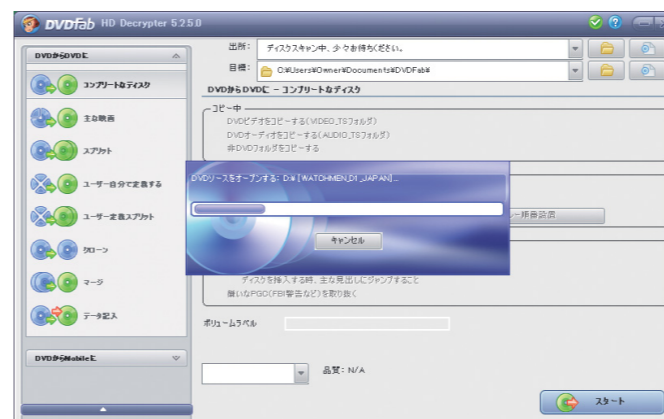 DVDFab HD Decrypter 5.2.5.0
DVDからDVDに
コンプリートなディスク
主な映画
スプリット
ユーザー自分で定義する
ユーザー定義スプリット
クローン
マージ
データ記入
DVDからMobileに
出所： ディスクスキャン中、少々お待ちください。
目標： C:¥Users¥Owner¥Documents¥DVDFab¥
DVDからDVDに - コンプリートなディスク
コピー中
DVDビデオをコピーする(VIDEO_TSフォルダ)
DVDオーディオをコピーする(AUDIO_TSフォルダ)
非DVDフォルダをコピーする
DVDソースをオープンする: D:¥ [WATCHMEN_D1_JAPAN]...
キャンセル
ー順番設置
ディスクを挿入する時、主な見出しにジャンプすること
嫌いなPGC(FBI警告など)を取り抜く
ボリュームラベル
品質： N/A
スタート